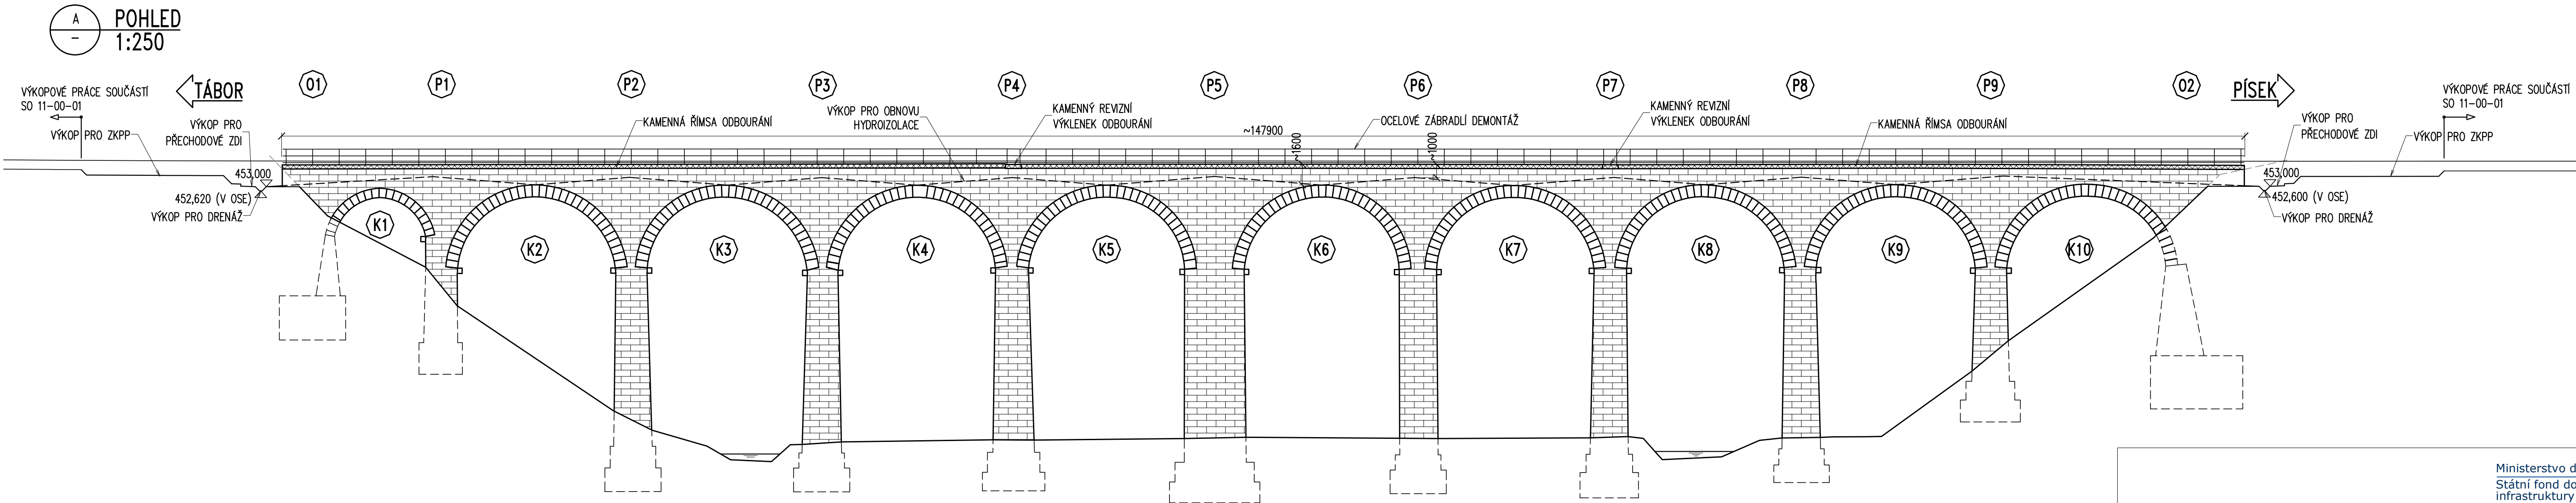 A
–
POHLED
1:250
VÝKOPOVÉ PRÁCE SOUČÁSTÍ
SO 11-00-01
TÁBOR
O1
P1
P2
P3
P4
P5
P6
P7
P8
P9
O2
PÍSEK
VÝKOPOVÉ PRÁCE SOUČÁSTÍ
SO 11-00-01
VÝKOP PRO ZKPP
VÝKOP PRO
PŘECHODOVÉ ZDI
KAMENNÁ ŘÍMSA ODBOURÁNÍ
VÝKOP PRO OBNOVU
HYDROIZOLACE
KAMENNÝ REVIZNÍ
VÝKLENEK ODBOURÁNÍ
~147900
~1600
OCELOVÉ ZÁBRADLÍ DEMONTÁŽ
~1000
KAMENNÝ REVIZNÍ
VÝKLENEK ODBOURÁNÍ
KAMENNÁ ŘÍMSA ODBOURÁNÍ
VÝKOP PRO
PŘECHODOVÉ ZDI
VÝKOP PRO ZKPP
453,000
452,620 (V OSE)
VÝKOP PRO DRENÁŽ
453,000
452,600 (V OSE)
VÝKOP PRO DRENÁŽ
K1
K2
K3
K4
K5
K6
K7
K8
K9
K10
Ministerstvo d
Státní fond do
infrastruktury